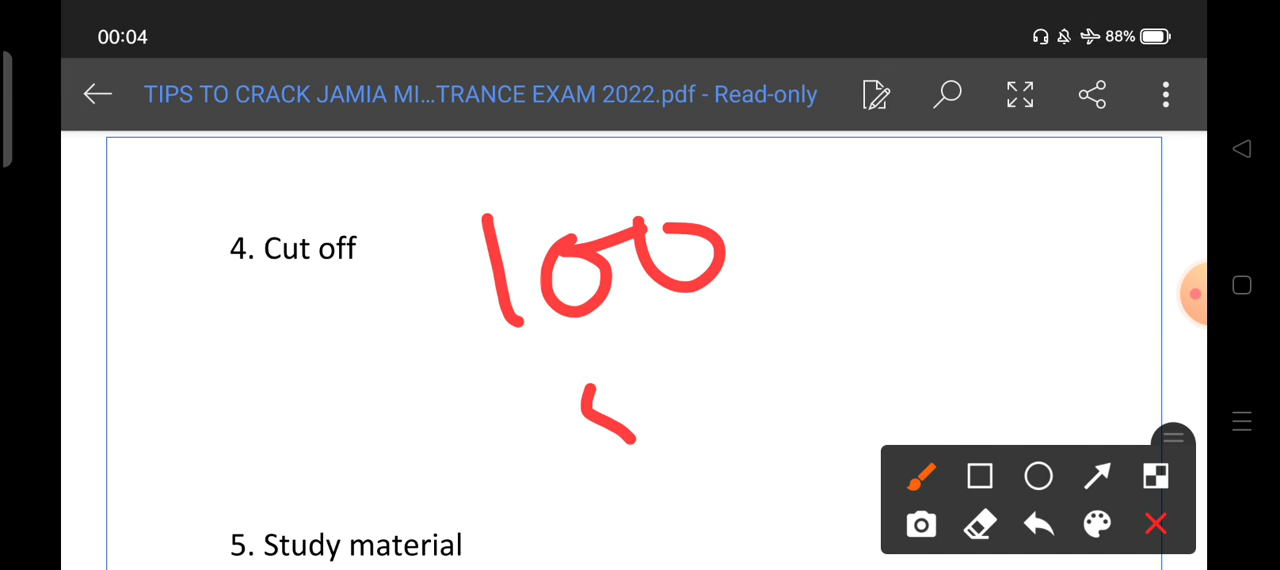 00:04 88%
TIPS TO CRACK JAMIA MI...TRANCE EXAM 2022.pdf - Read-only
4. Cut off 100
5. Study material